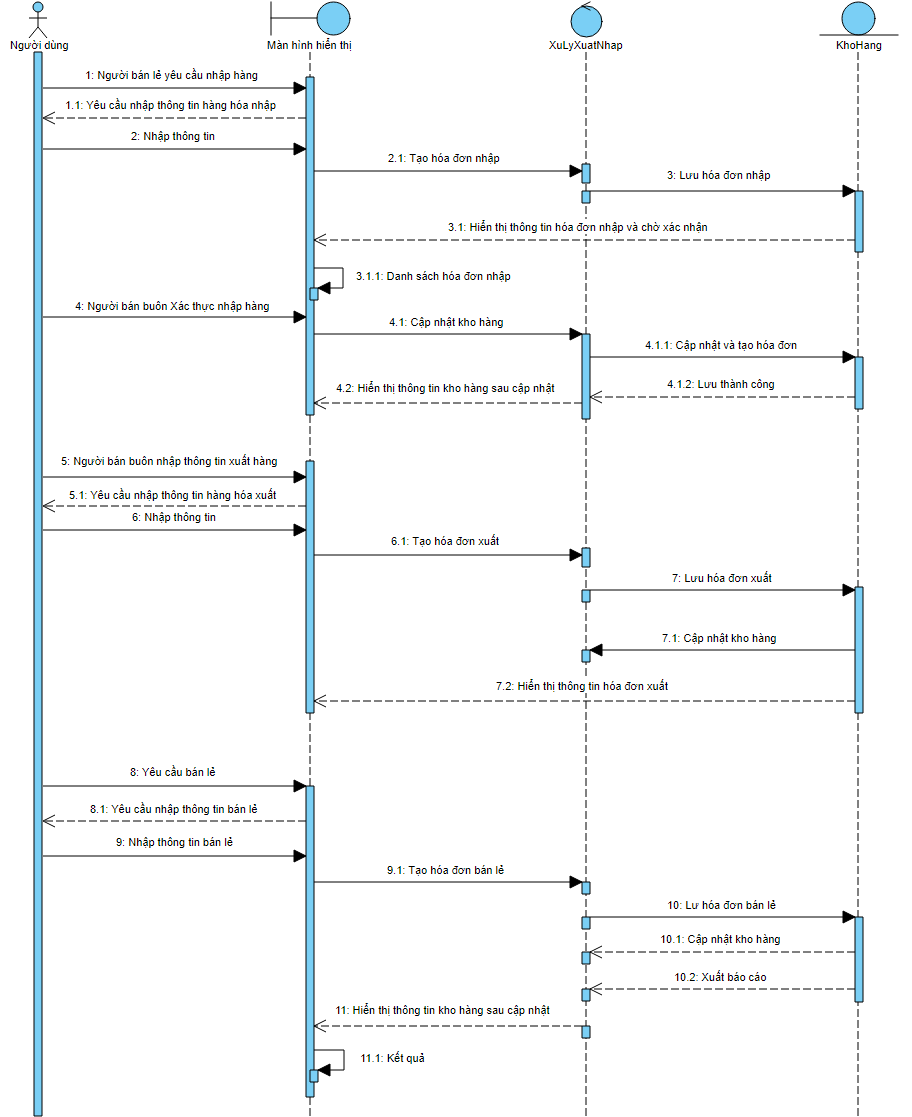 Người dùng
Màn hình hiển thị
XuLyXuatNhap
KhoHang
1: Người bán lẻ yêu cầu nhập hàng
1.1: Yêu cầu nhập thông tin hàng hóa nhập
2: Nhập thông tin
2.1: Tạo hóa đơn nhập
3: Lưu hóa đơn nhập
3.1: Hiển thị thông tin hóa đơn nhập và chờ xác nhận
3.1.1: Danh sách hóa đơn nhập
4: Người bán buôn Xác thực nhập hàng
4.1: Cập nhật kho hàng
4.1.1: Cập nhật và tạo hóa đơn
4.1.2: Lưu thành công
4.2: Hiển thị thông tin kho hàng sau cập nhật
5: Người bán buôn nhập thông tin xuất hàng
5.1: Yêu cầu nhập thông tin hàng hóa xuất
6: Nhập thông tin
6.1: Tạo hóa đơn xuất
7: Lưu hóa đơn xuất
7.1: Cập nhật kho hàng
7.2: Hiển thị thông tin hóa đơn xuất
8: Yêu cầu bán lẻ
8.1: Yêu cầu nhập thông tin bán lẻ
9: Nhập thông tin bán lẻ
9.1: Tạo hóa đơn bán lẻ
10: Lư hóa đơn bán lẻ
10.1: Cập nhật kho hàng
10.2: Xuất báo cáo
11: Hiển thị thông tin kho hàng sau cập nhật
11.1: Kết quả